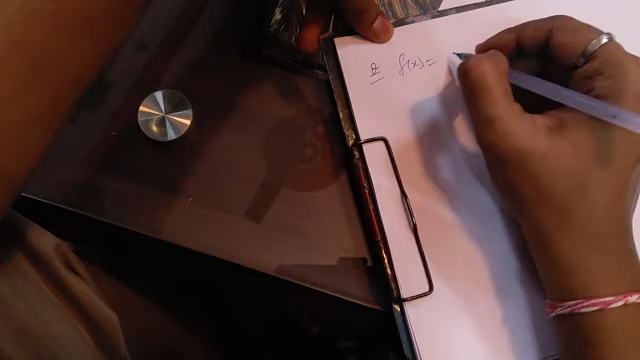 Q f(x) =